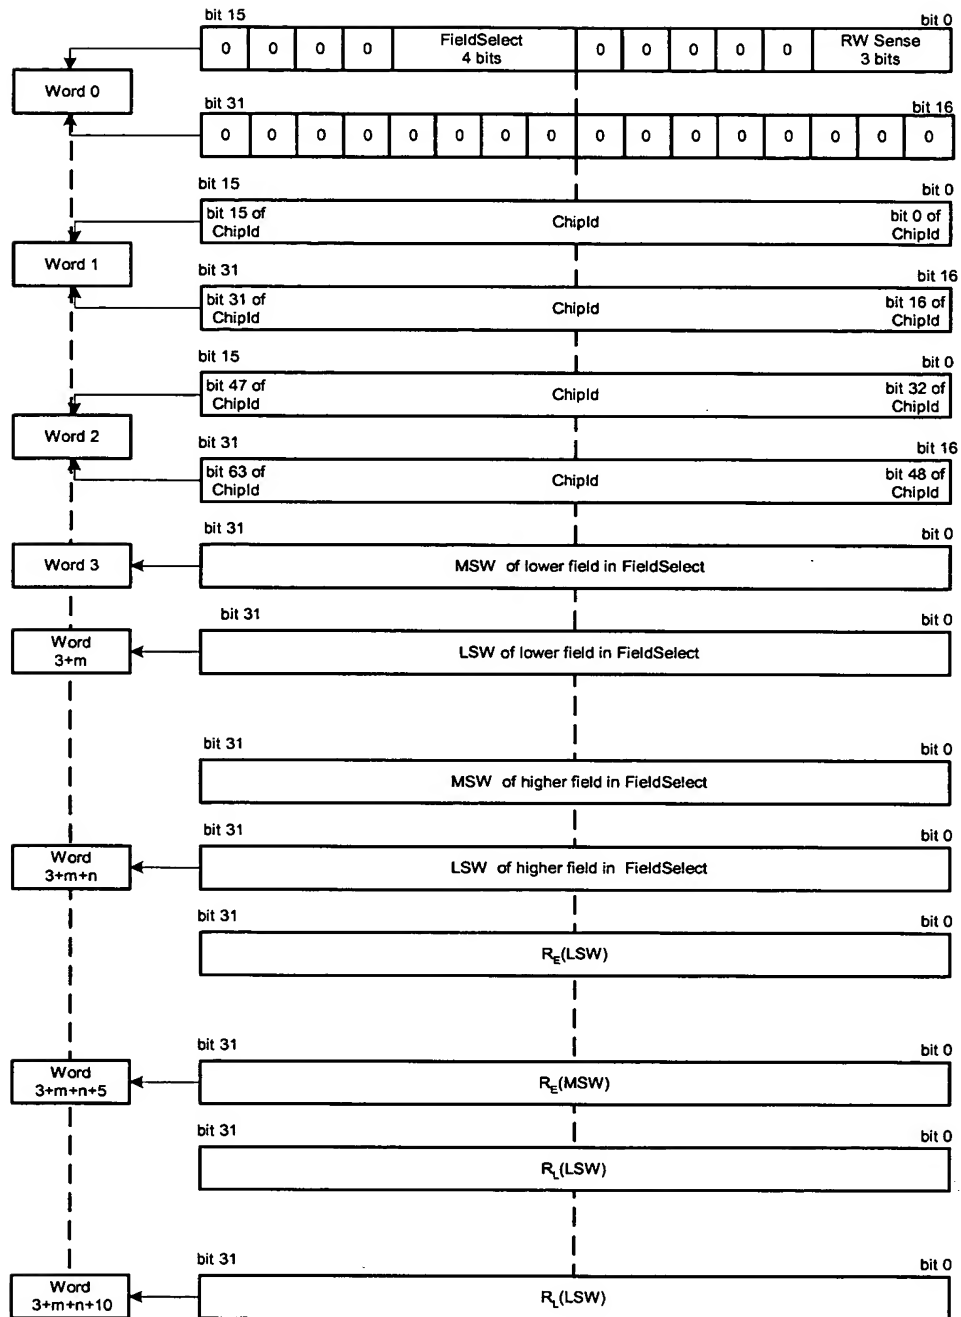 bit 15 bit 0
0 0 0 0 FieldSelect 4 bits 0 0 0 0 0 RW Sense 3 bits
Word 0
bit 31 bit 16
0 0 0 0 0 0 0 0 0 0 0 0 0 0 0 0
bit 15 bit 0
bit 15 of ChipId ChipId bit 0 of ChipId
Word 1
bit 31 bit 16
bit 31 of ChipId ChipId bit 16 of ChipId
bit 15 bit 0
bit 47 of ChipId ChipId bit 32 of ChipId
Word 2
bit 31 bit 16
bit 63 of ChipId ChipId bit 48 of ChipId
bit 31 bit 0
Word 3 MSW of lower field in FieldSelect
bit 31 bit 0
Word 3+m LSW of lower field in FieldSelect
bit 31 bit 0
MSW of higher field in FieldSelect
bit 31 bit 0
Word 3+m+n LSW of higher field in FieldSelect
bit 31 bit 0
RE(LSW)
bit 31 bit 0
Word 3+m+n+5 RE(MSW)
bit 31 bit 0
RL(LSW)
bit 31 bit 0
Word 3+m+n+10 RL(LSW)